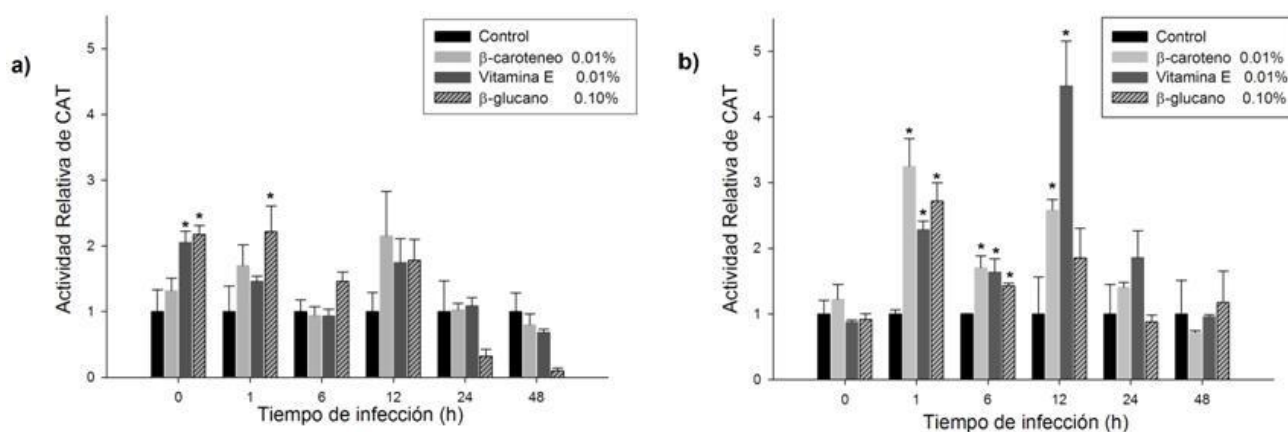 a)
Actividad Relativa de CAT
5
4
3
2
1
0
Control
β-caroteneo 0.01%
Vitamina E 0.01%
β-glucano 0.10%
* *
*
0 1 6 12 24 48
Tiempo de infección (h)
b)
Actividad Relativa de CAT
5
4
3
2
1
0
Control
β-caroteno 0.01%
Vitamina E 0.01%
β-glucano 0.10%
* * *
* * *
* *
0 1 6 12 24 48
Tiempo de infección (h)